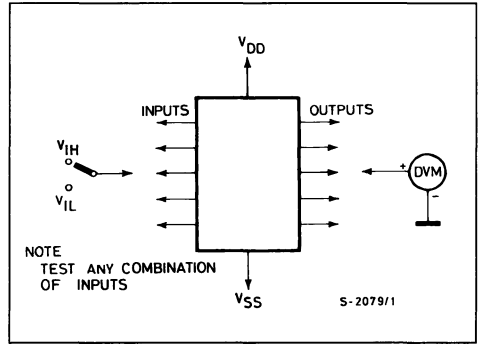 VDD
INPUTS
OUTPUTS
VIH
VIL
+
DVM
−
NOTE
TEST ANY COMBINATION
OF INPUTS
VSS
S-2079/1